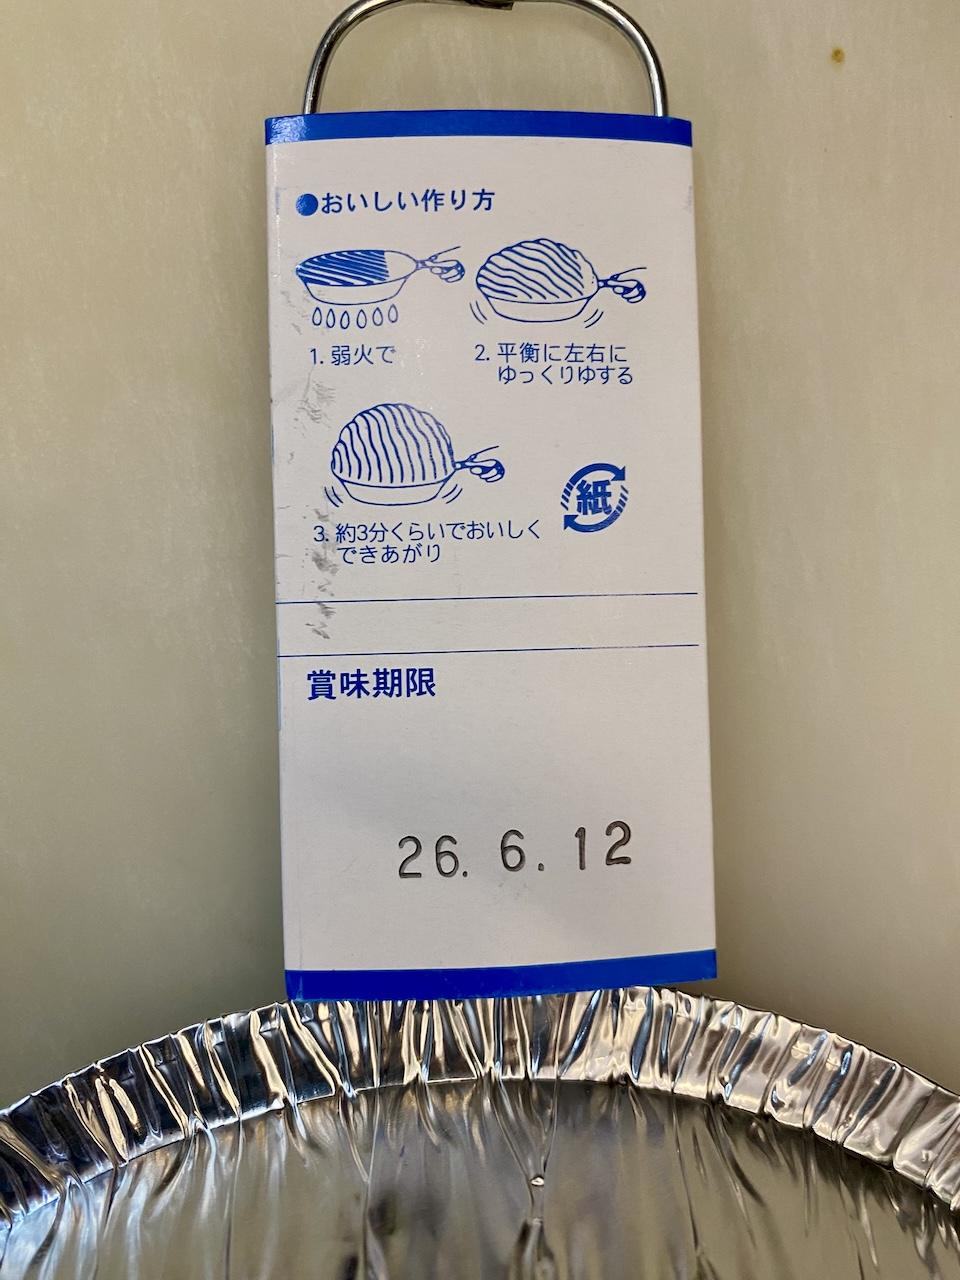 ●おいしい作り方
1. 弱火で
2. 平衡に左右に
ゆっくりゆする
3. 約3分くらいでおいしく
できあがり
紙
賞味期限
26. 6. 12